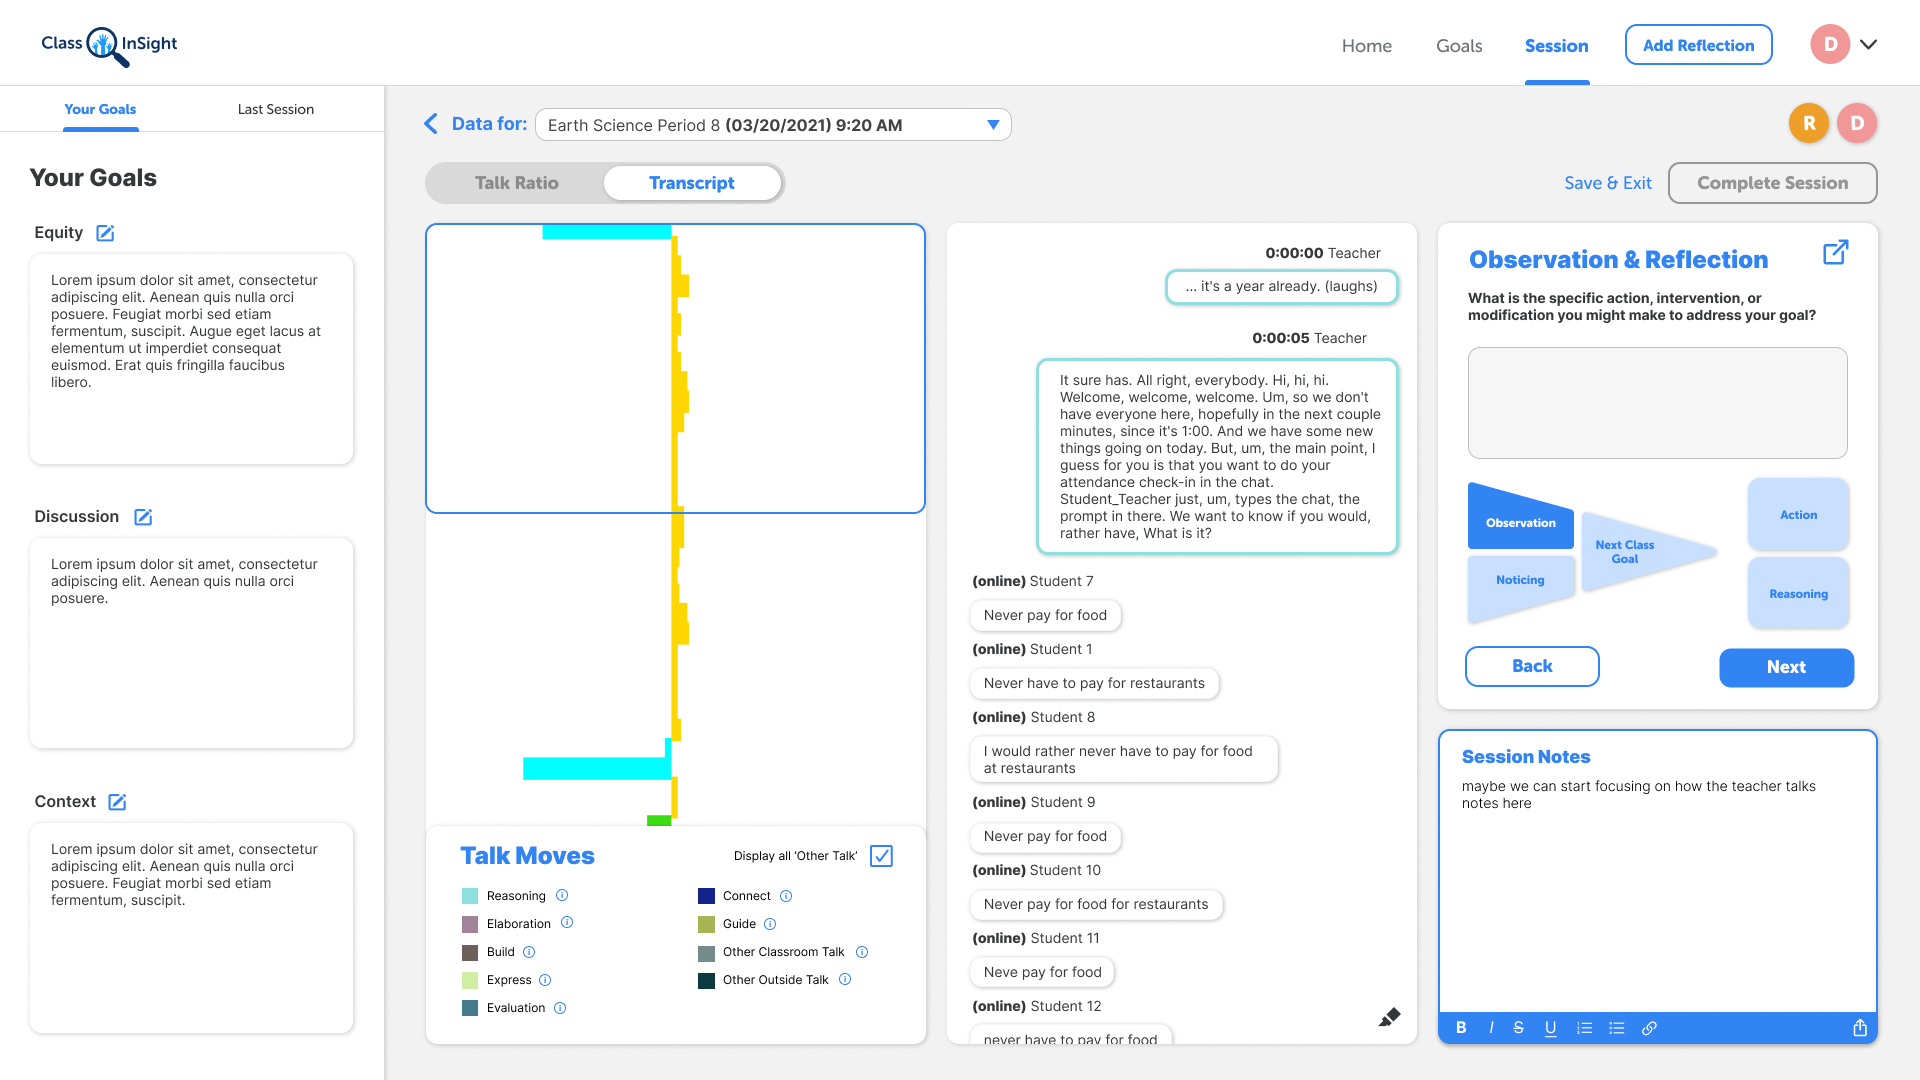 Class InSight
Home
Goals
Session
Add Reflection
D
Your Goals
Last Session
Your Goals
Equity
Lorem ipsum dolor sit amet, consectetur
adipiscing elit. Aenean quis nulla orci
posuere. Feugiat morbi sed etiam
fermentum, suscipit. Augue eget lacus at
elementum ut imperdiet consequat
euismod. Erat quis fringilla faucibus
libero.
Discussion
Lorem ipsum dolor sit amet, consectetur
adipiscing elit. Aenean quis nulla orci
posuere.
Context
Lorem ipsum dolor sit amet, consectetur
adipiscing elit. Aenean quis nulla orci
posuere. Feugiat morbi sed etiam
fermentum, suscipit.
Data for:
Earth Science Period 8 (03/20/2021) 9:20 AM
R
D
Talk Ratio
Transcript
Save & Exit
Complete Session
Talk Moves
Display all ‘Other Talk’
Reasoning
Elaboration
Build
Express
Evaluation
Connect
Guide
Other Classroom Talk
Other Outside Talk
0:00:00 Teacher
... it's a year already. (laughs)
0:00:05 Teacher
It sure has. All right, everybody. Hi, hi, hi.
Welcome, welcome, welcome. Um, so we don't
have everyone here, hopefully in the next couple
minutes, since it's 1:00. And we have some new
things going on today. But, um, the main point, I
guess for you is that you want to do your
attendance check-in in the chat.
Student_Teacher just, um, types the chat, the
prompt in there. We want to know if you would,
rather have, What is it?
(online) Student 7
Never pay for food
(online) Student 1
Never have to pay for restaurants
(online) Student 8
I would rather never have to pay for food
at restaurants
(online) Student 9
Never pay for food
(online) Student 10
Never pay for food for restaurants
(online) Student 11
Neve pay for food
(online) Student 12
never have to pay for food
Observation & Reflection
What is the specific action, intervention, or
modification you might make to address your goal?
Observation
Noticing
Next Class
Goal
Action
Reasoning
Back
Next
Session Notes
maybe we can start focusing on how the teacher talks
notes here
B I S U